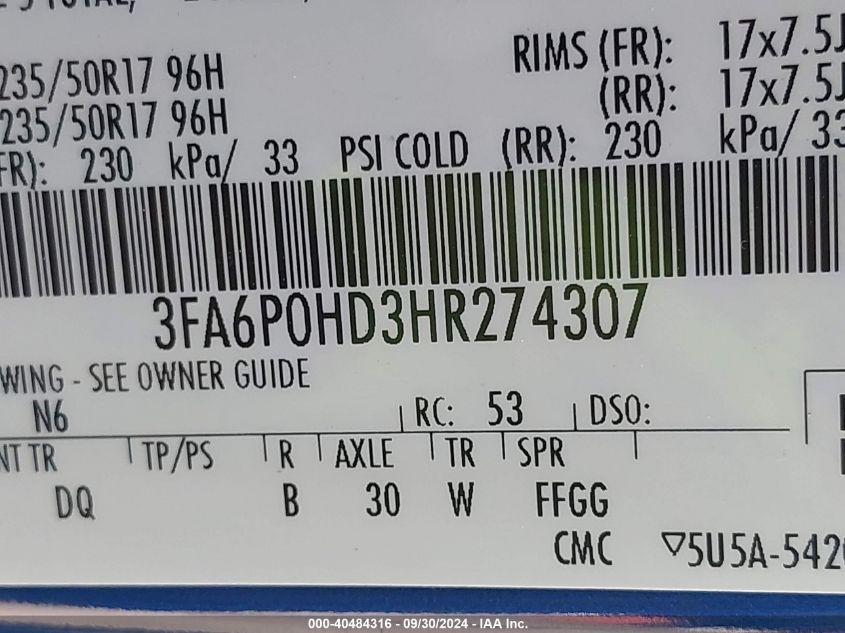 235/50R17 96H RIMS (FR): 17x7.5J
235/50R17 96H (RR): 17x7.5J
FR): 230 kPa/ 33 PSI COLD (RR): 230 kPa/ 33
3FA6P0HD3HR274307
WING - SEE OWNER GUIDE
N6 RC: 53 DSO:
NT TR TP/PS R AXLE TR SPR
DQ B 30 W FFGG
CMC ▽5U5A-542
000-40484316 - 09/30/2024 - IAA Inc.